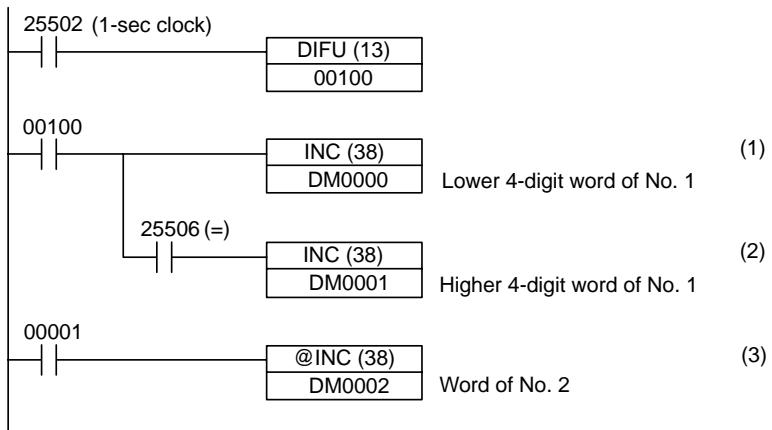 25502 (1-sec clock)
DIFU (13)
00100
00100
INC (38) (1)
DM0000 Lower 4-digit word of No. 1
25506 (=)
INC (38) (2)
DM0001 Higher 4-digit word of No. 1
00001
@INC (38) (3)
DM0002 Word of No. 2